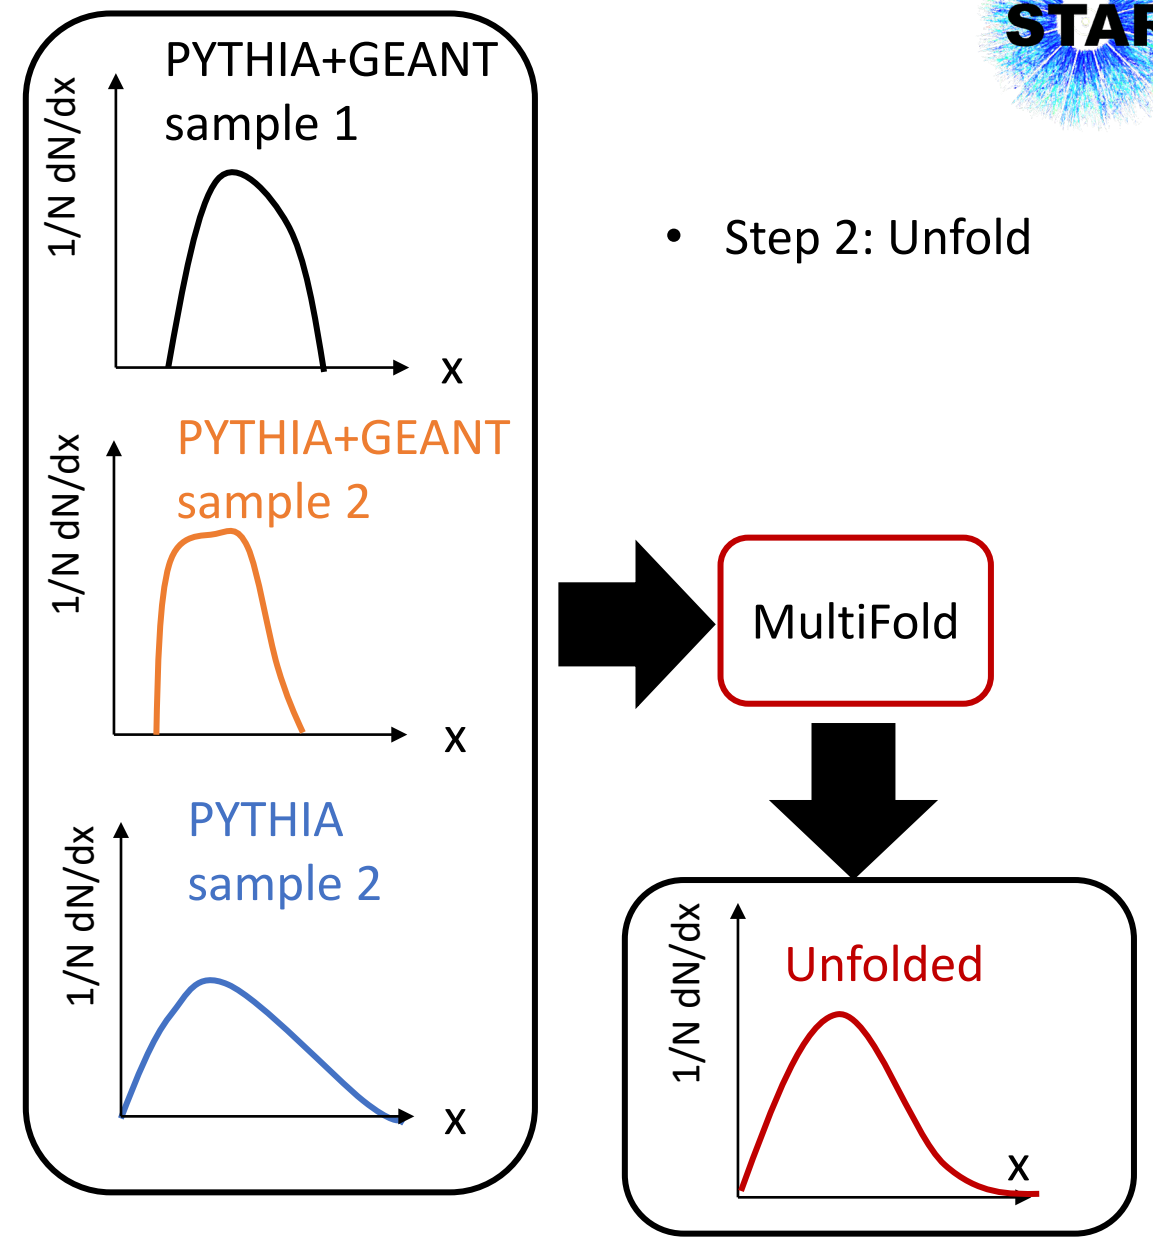 STAR
PYTHIA+GEANT
sample 1
1/N dN/dx
x
• Step 2: Unfold
PYTHIA+GEANT
sample 2
1/N dN/dx
x
PYTHIA
sample 2
1/N dN/dx
x
MultiFold
Unfolded
1/N dN/dx
x